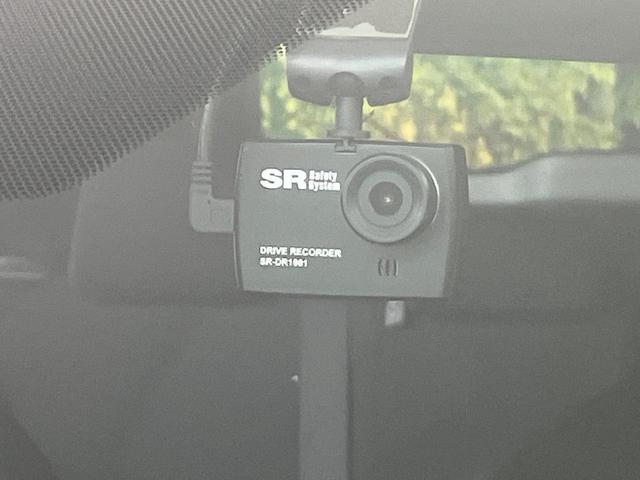 SR Safety System
DRIVE RECORDER
SR-DR1001